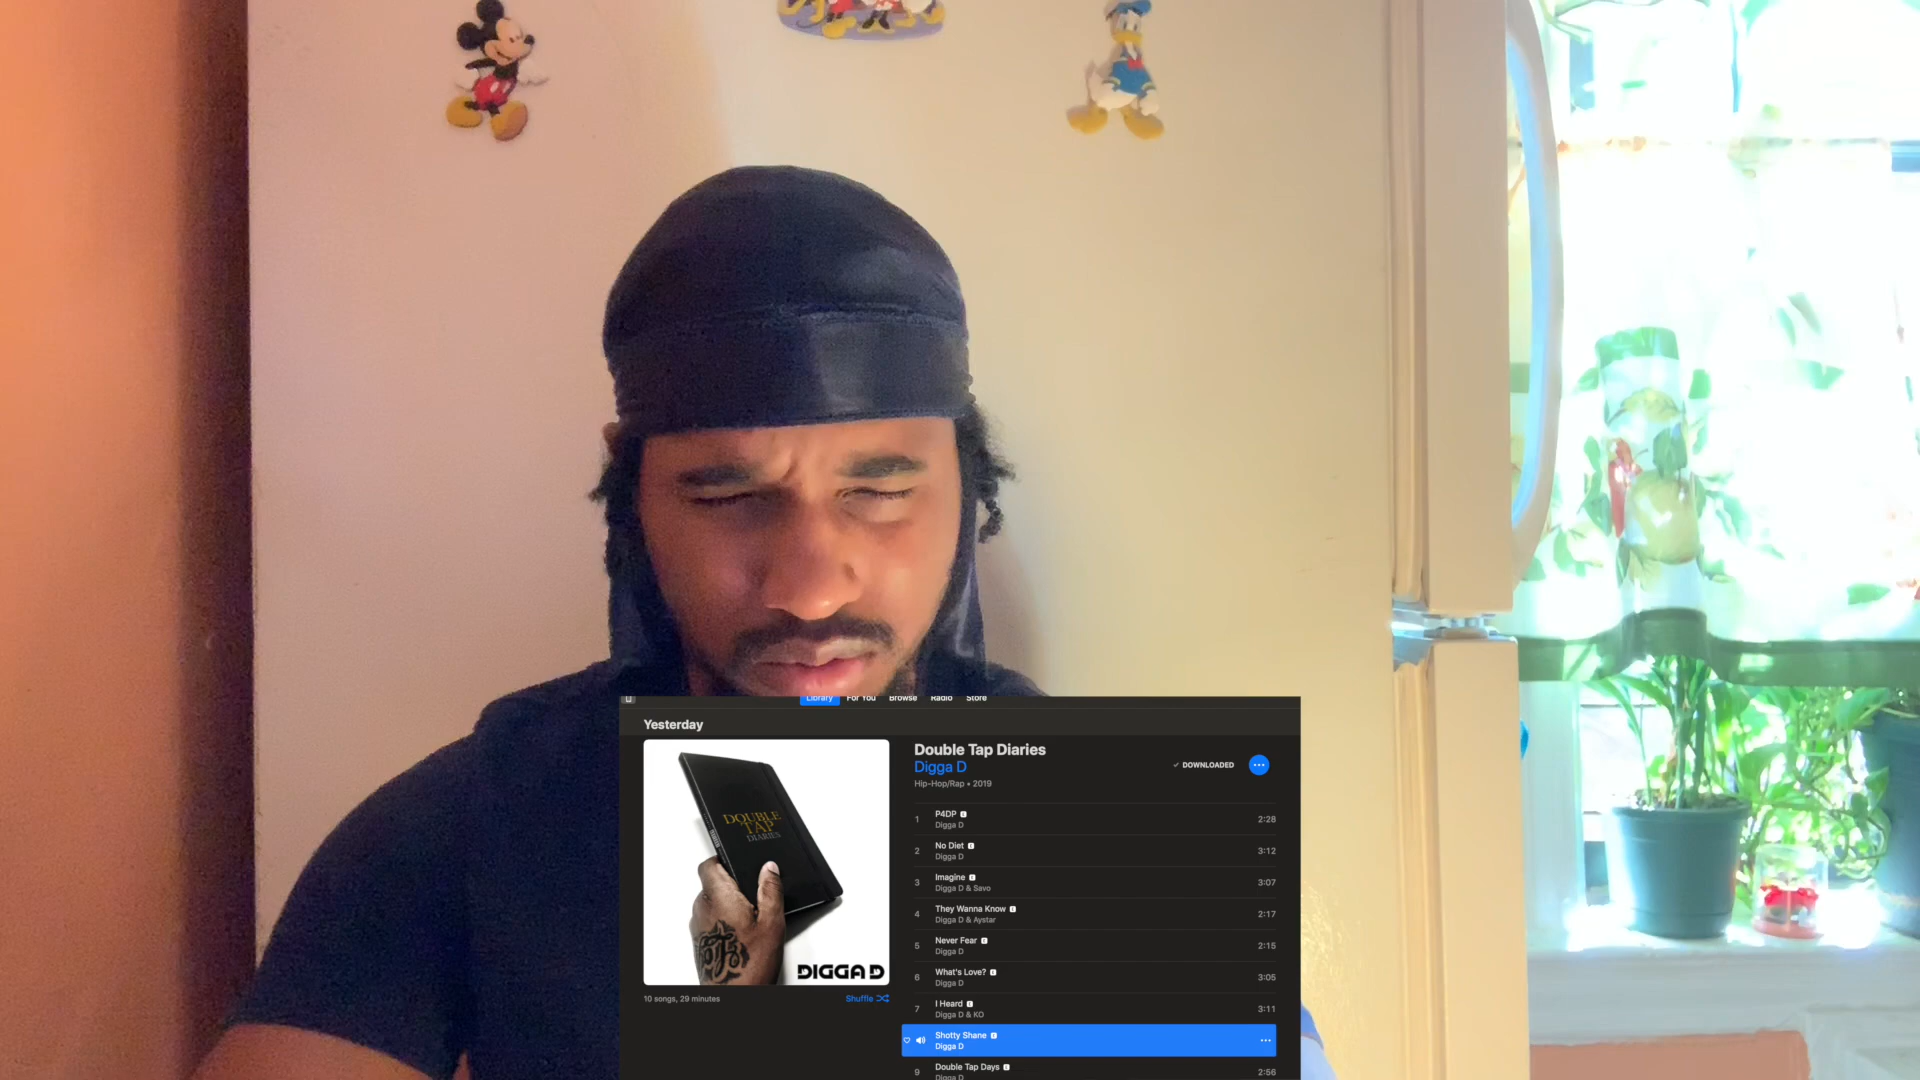 Library For You Browse Radio Store
Yesterday
DOUBLE
TAP
DIARIES
DIGGA D
10 songs, 29 minutes
Shuffle
Double Tap Diaries
Digga D
Hip-Hop/Rap • 2019
✓ DOWNLOADED
1 P4DP E 2:28
Digga D
2 No Diet E 3:12
Digga D
3 Imagine E 3:07
Digga D & Savo
4 They Wanna Know E 2:17
Digga D & Aystar
5 Never Fear E 2:15
Digga D
6 What's Love? E 3:05
Digga D
7 I Heard E 3:11
Digga D & KO
Shotty Shane E
Digga D
9 Double Tap Days E 2:56
Digga D